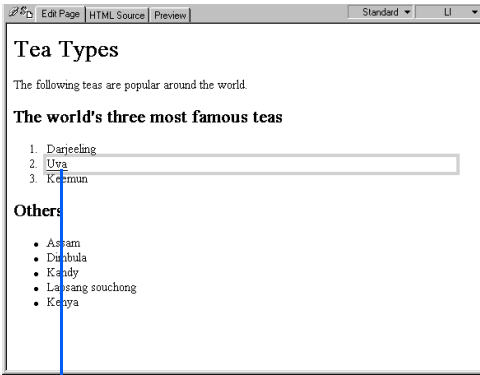 Edit Page HTML Source Preview Standard LI
Tea Types
The following teas are popular around the world.
The world's three most famous teas
1. Darjeeling
2. Uva
3. Keemun
Others
• Assam
• Dimbula
• Kandy
• Lapsang souchong
• Kenya